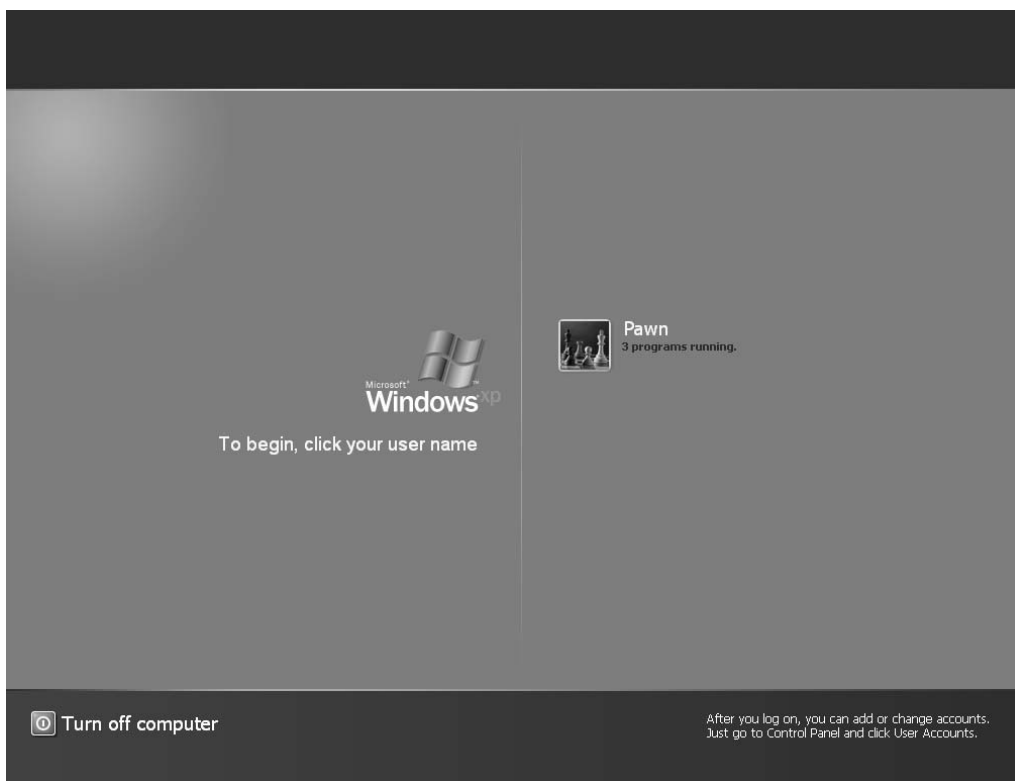 Microsoft®
Windows xp
To begin, click your user name
Pawn
3 programs running.
Turn off computer
After you log on, you can add or change accounts.
Just go to Control Panel and click User Accounts.